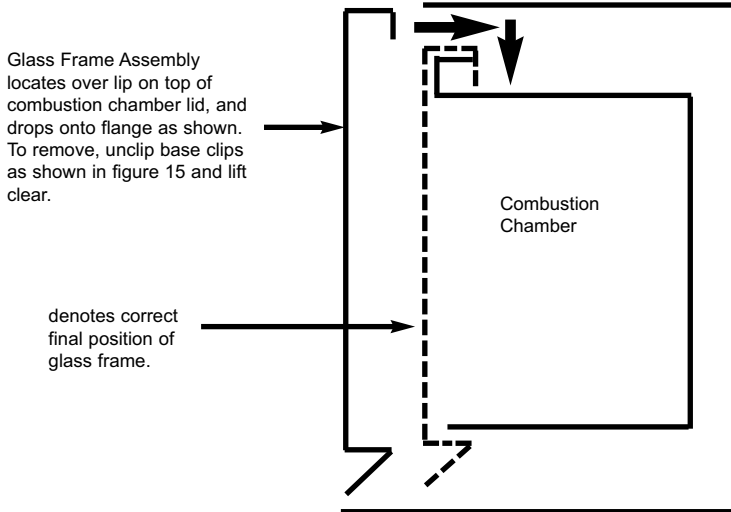 Glass Frame Assembly
locates over lip on top of
combustion chamber lid, and
drops onto flange as shown.
To remove, unclip base clips
as shown in figure 15 and lift
clear.
Combustion
Chamber
denotes correct
final position of
glass frame.